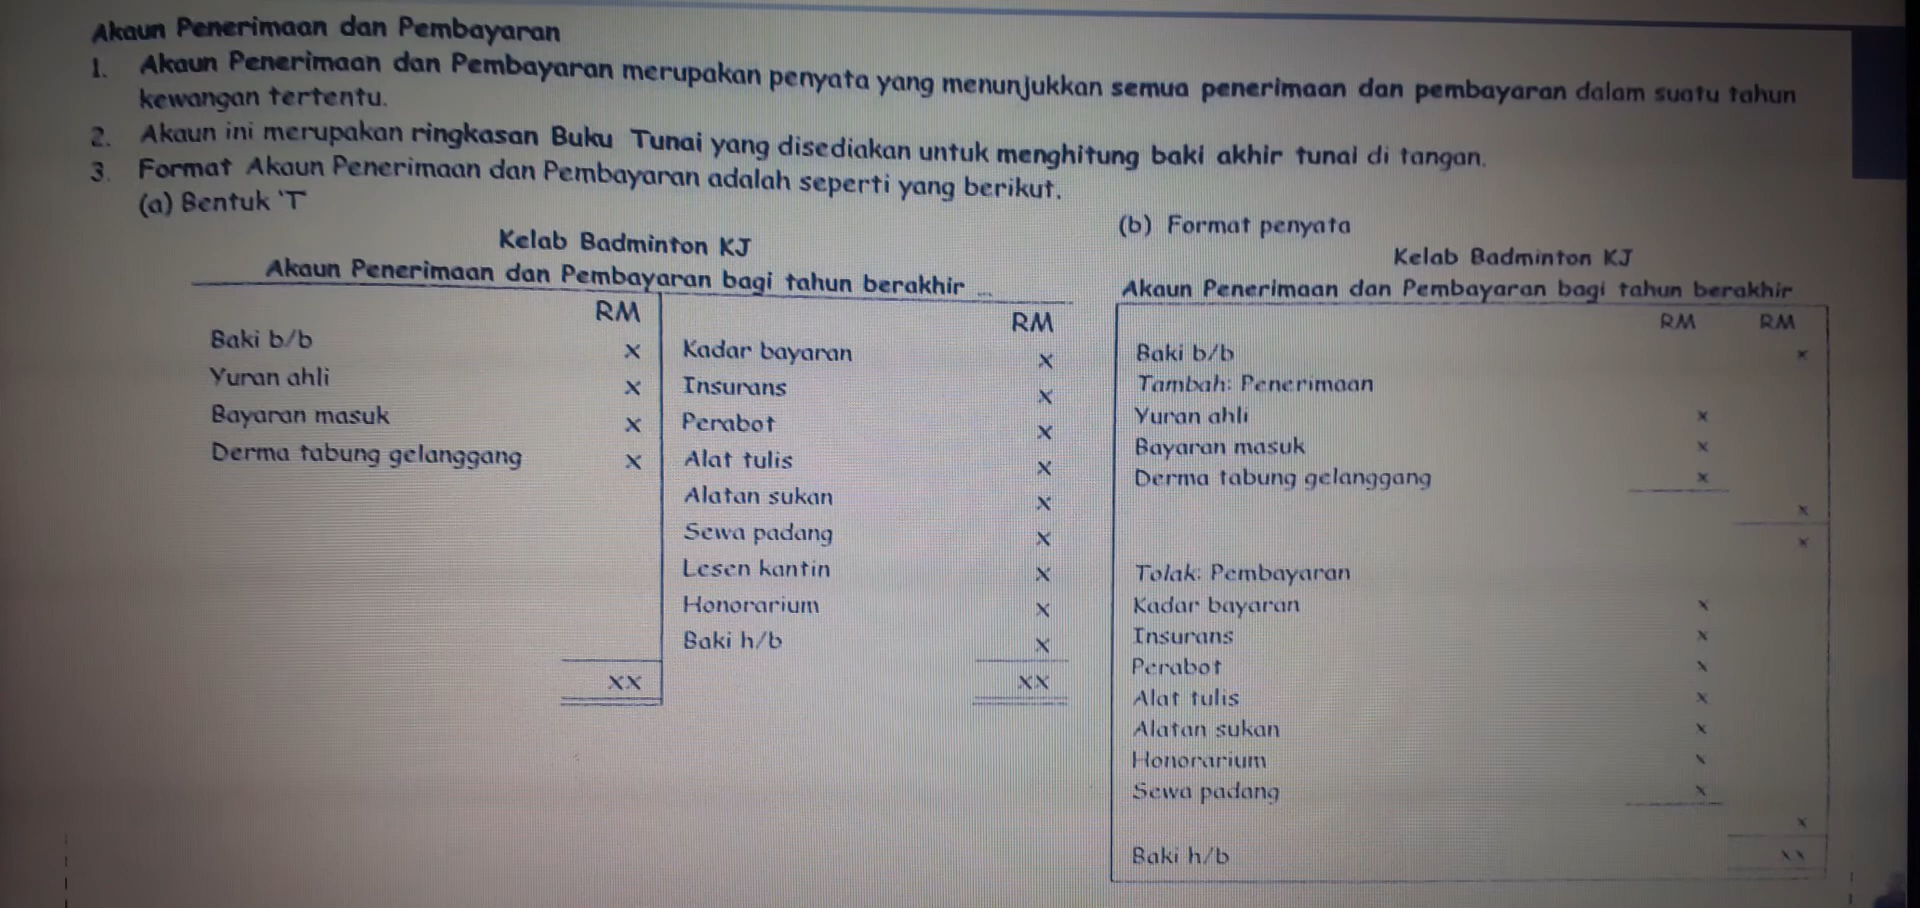 Akaun Penerimaan dan Pembayaran
1. Akaun Penerimaan dan Pembayaran merupakan penyata yang menunjukkan semua penerimaan dan pembayaran dalam suatu tahun
kewangan tertentu.
2. Akaun ini merupakan ringkasan Buku Tunai yang disediakan untuk menghitung baki akhir tunai di tangan.
3. Format Akaun Penerimaan dan Pembayaran adalah seperti yang berikut.
(a) Bentuk 'T'
Kelab Badminton KJ
Akaun Penerimaan dan Pembayaran bagi tahun berakhir ...
RM RM
Baki b/b x Kadar bayaran x
Yuran ahli x Insurans x
Bayaran masuk x Perabot x
Derma tabung gelanggang x Alat tulis x
Alatan sukan x
Sewa padang x
Lesen kantin x
Honorarium x
Baki h/b x
xx xx
(b) Format penyata
Kelab Badminton KJ
Akaun Penerimaan dan Pembayaran bagi tahun berakhir
RM RM
Baki b/b x
Tambah: Penerimaan
Yuran ahli x
Bayaran masuk x
Derma tabung gelanggang x
x
x
Tolak: Pembayaran
Kadar bayaran x
Insurans x
Perabot x
Alat tulis x
Alatan sukan x
Honorarium x
Sewa padang x
x
Baki h/b xx